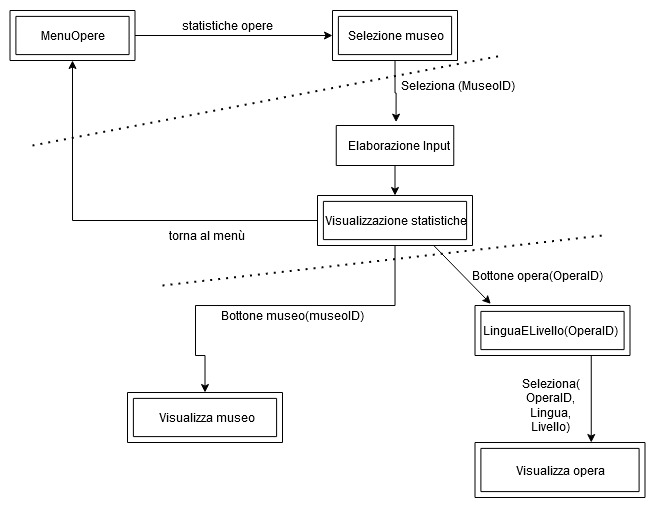 statistiche opere
MenuOpere
Selezione museo
Seleziona (MuseoID)
Elaborazione Input
Visualizzazione statistiche
torna al menù
Bottone opera(OperaID)
Bottone museo(museoID)
LinguaELivello(OperaID)
Seleziona(
OperaID,
Lingua,
Livello)
Visualizza museo
Visualizza opera